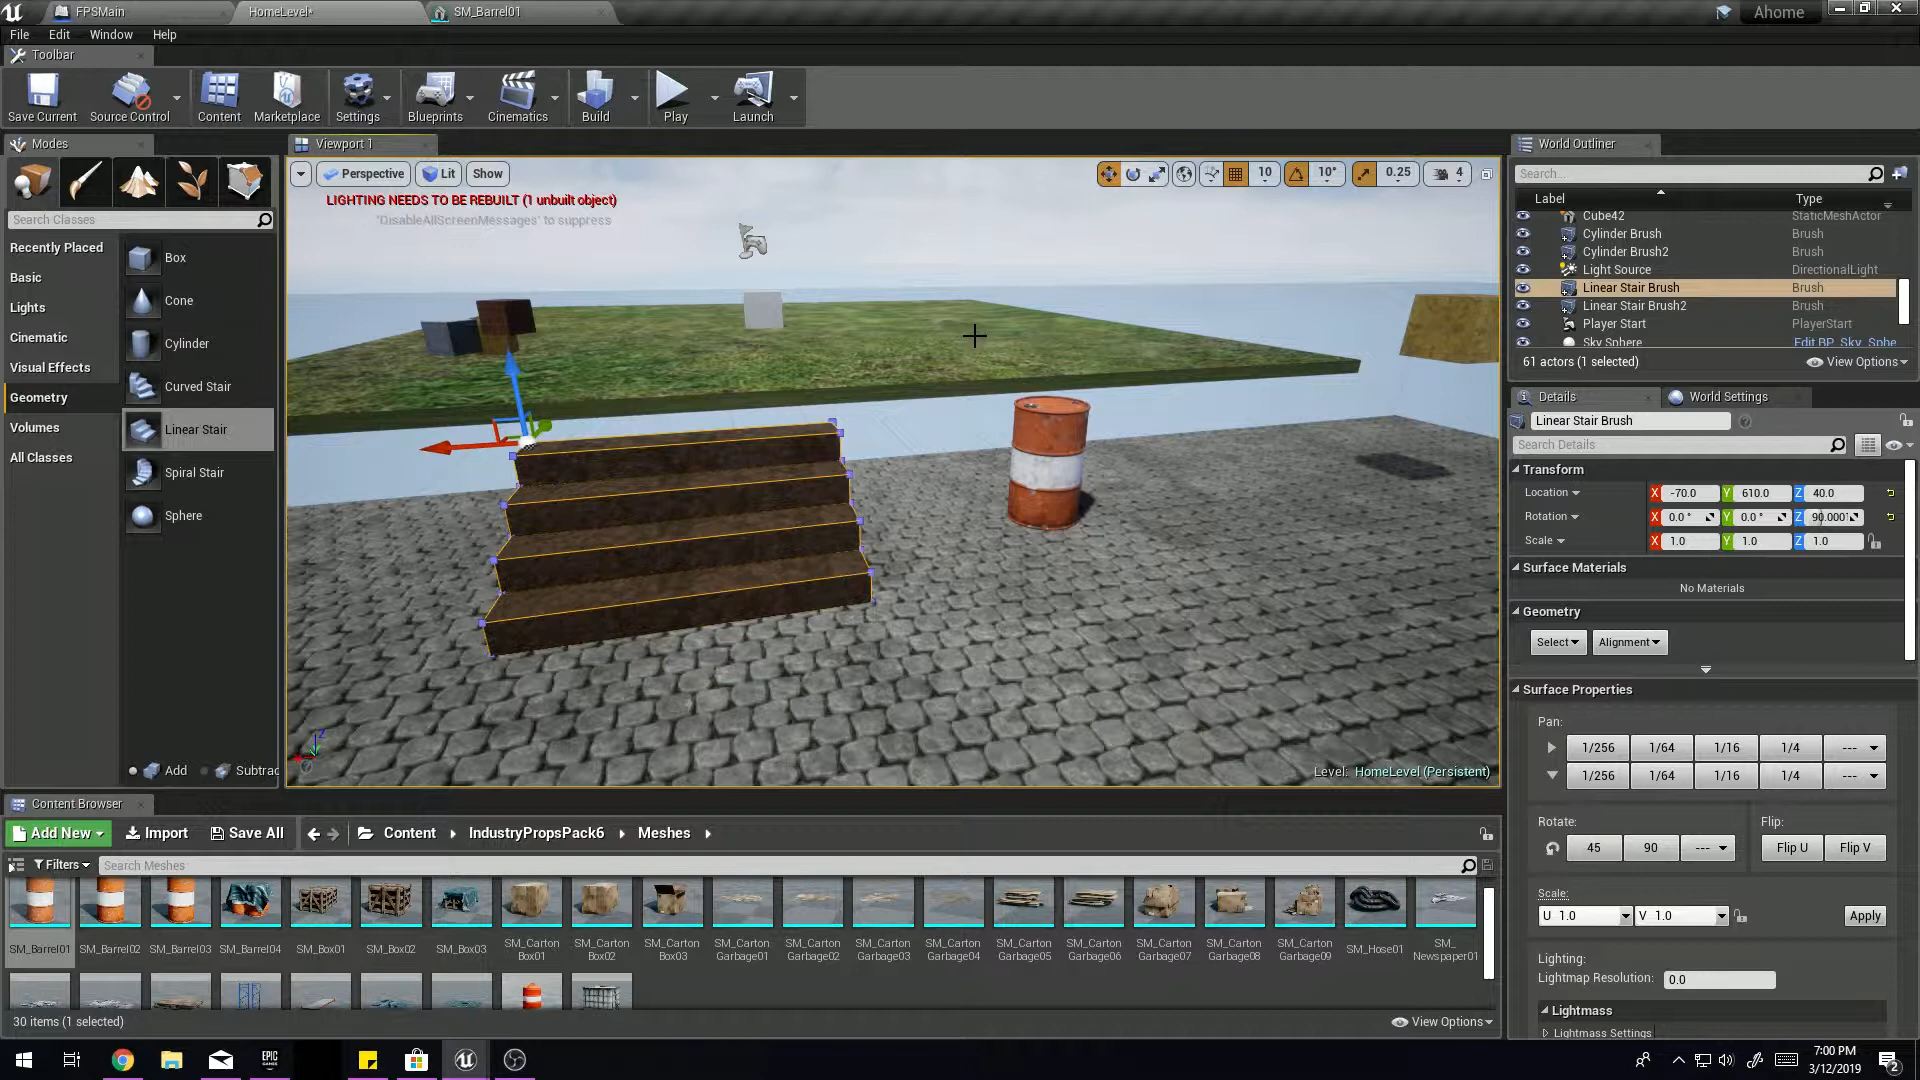 FPSMain
HomeLevel*
SM_Barrel01
Ahome
File Edit Window Help
Toolbar
Save Current
Source Control
Content
Marketplace
Settings
Blueprints
Cinematics
Build
Play
Launch
Modes
Search Classes
Recently Placed
Basic
Lights
Cinematic
Visual Effects
Geometry
Volumes
All Classes
Box
Cone
Cylinder
Curved Stair
Linear Stair
Spiral Stair
Sphere
Add
Subtrac
Viewport 1
Perspective
Lit
Show
10
10°
0.25
4
LIGHTING NEEDS TO BE REBUILT (1 unbuilt object)
'DisableAllScreenMessages' to suppress
Z
Level: HomeLevel (Persistent)
World Outliner
Search...
Label Type
Cube42 StaticMeshActor
Cylinder Brush Brush
Cylinder Brush2 Brush
Light Source DirectionalLight
Linear Stair Brush Brush
Linear Stair Brush2 Brush
Player Start PlayerStart
Sky Sphere Edit BP_Sky_Sphe
61 actors (1 selected)
View Options
Details
World Settings
Linear Stair Brush
Search Details
Transform
Location X -70.0 Y 610.0 Z 40.0
Rotation X 0.0 ° Y 0.0 ° Z 90.0001
Scale X 1.0 Y 1.0 Z 1.0
Surface Materials
No Materials
Geometry
Select
Alignment
Surface Properties
Pan:
1/256 1/64 1/16 1/4 ---
1/256 1/64 1/16 1/4 ---
Rotate: Flip:
45 90 --- Flip U Flip V
Scale:
U 1.0 V 1.0 Apply
Lighting:
Lightmap Resolution: 0.0
Lightmass
Lightmass Settings
Content Browser
Add New
Import
Save All
Content
IndustryPropsPack6
Meshes
Filters
Search Meshes
SM_Barrel01
SM_Barrel02
SM_Barrel03
SM_Barrel04
SM_Box01
SM_Box02
SM_Box03
SM_Carton
Box01
SM_Carton
Box02
SM_Carton
Box03
SM_Carton
Garbage01
SM_Carton
Garbage02
SM_Carton
Garbage03
SM_Carton
Garbage04
SM_Carton
Garbage05
SM_Carton
Garbage06
SM_Carton
Garbage07
SM_Carton
Garbage08
SM_Carton
Garbage09
SM_Hose01
SM_
Newspaper01
30 items (1 selected)
View Options
EPIC
GAMES
7:00 PM
3/12/2019
2